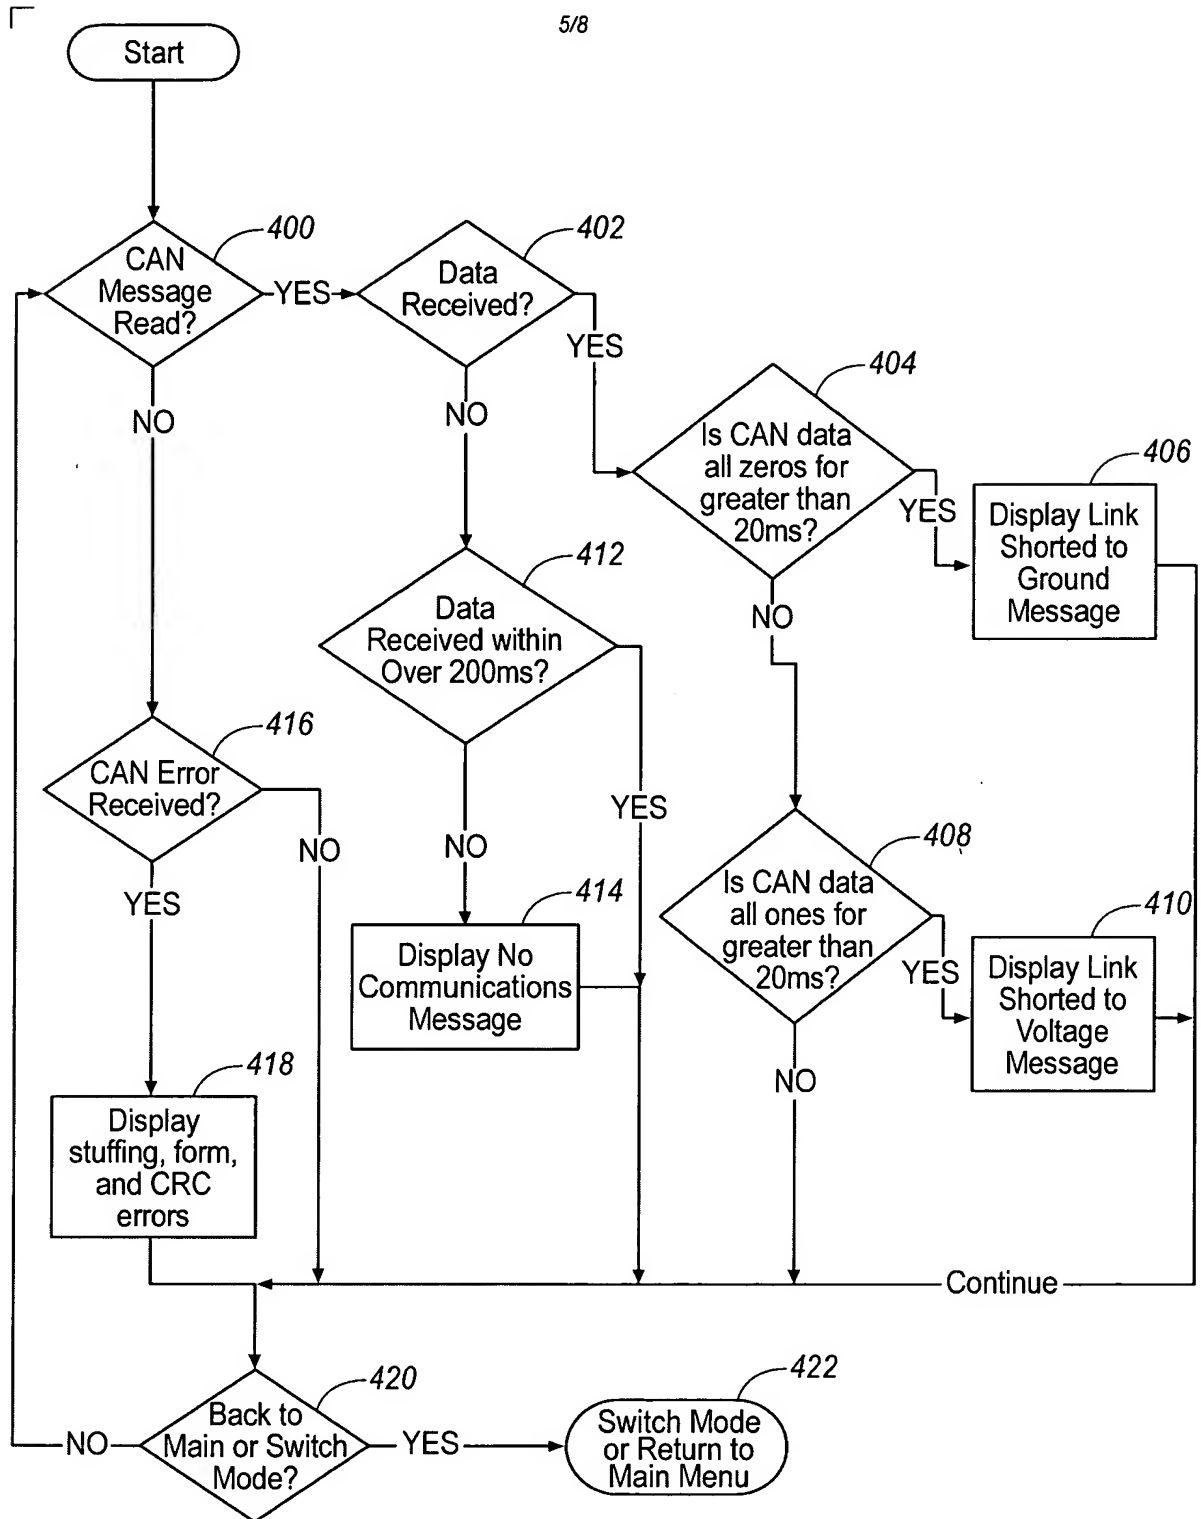 5/8
Start
400
CAN
Message
Read?
YES
402
Data
Received?
YES
NO
NO
404
Is CAN data
all zeros for
greater than
20ms?
YES
406
Display Link
Shorted to
Ground
Message
NO
412
Data
Received within
Over 200ms?
YES
NO
416
CAN Error
Received?
NO
YES
408
Is CAN data
all ones for
greater than
20ms?
YES
410
Display Link
Shorted to
Voltage
Message
NO
414
Display No
Communications
Message
418
Display
stuffing, form,
and CRC
errors
Continue
420
Back to
Main or Switch
Mode?
NO
YES
422
Switch Mode
or Return to
Main Menu